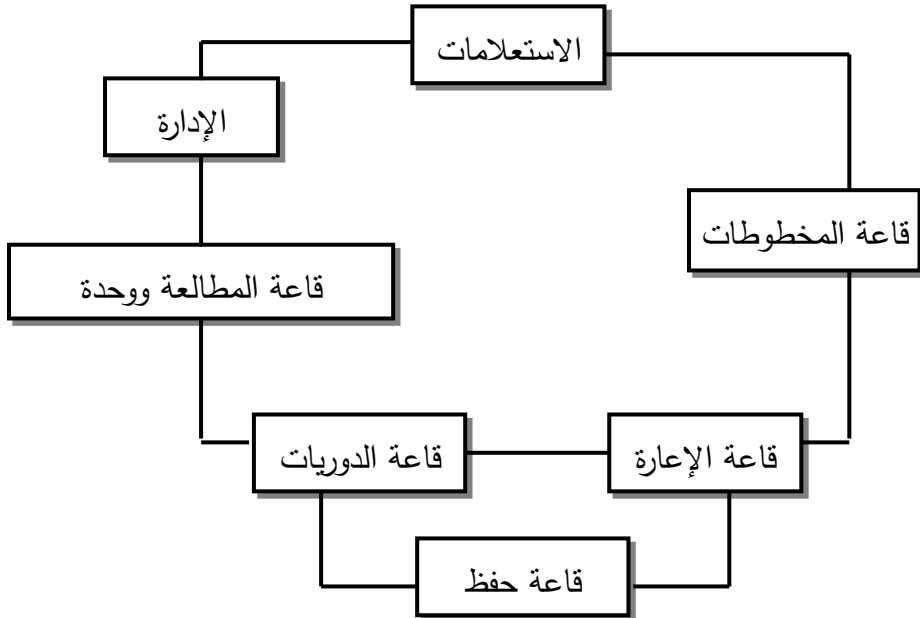 الاستعلامات
الإدارة
قاعة المخطوطات
قاعة المطالعة ووحدة
قاعة الإعارة
قاعة الدوريات
قاعة حفظ